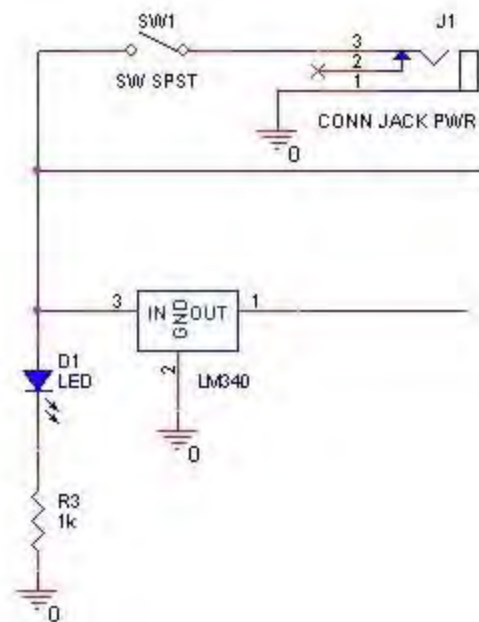 SW1
J1
3
2
1
SW SPST
0
CONN JACK PWR
3
IN GND OUT
1
D1
LED
2
LM340
0
R3
1k
0